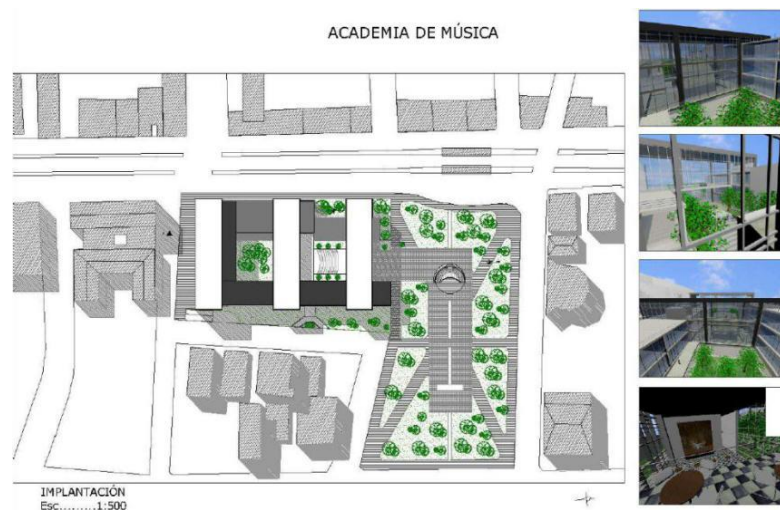 ACADEMIA DE MÚSICA
IMPLANTACIÓN
Esc.........1:500